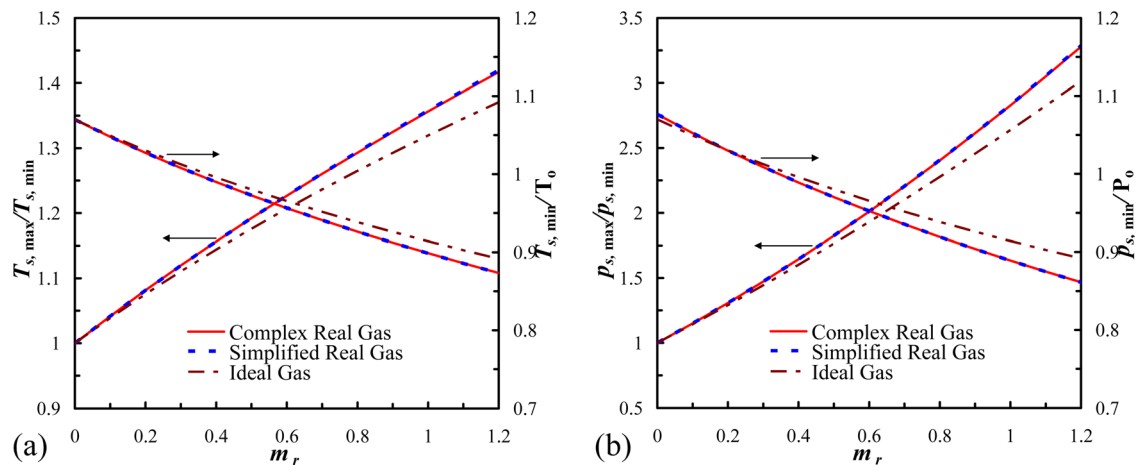 1.5
1.4
1.3
1.2
1.1
1
0.9
T s, max/T s, min
1.2
1.1
1
0.9
0.8
0.7
T s, min/T o
0
0.2
0.4
0.6
0.8
1
1.2
m r
Complex Real Gas
Simplified Real Gas
Ideal Gas
(a)
3.5
3
2.5
2
1.5
1
0.5
p s, max/p s, min
1.2
1.1
1
0.9
0.8
0.7
p s, min/P o
0
0.2
0.4
0.6
0.8
1
1.2
m r
Complex Real Gas
Simplified Real Gas
Ideal Gas
(b)